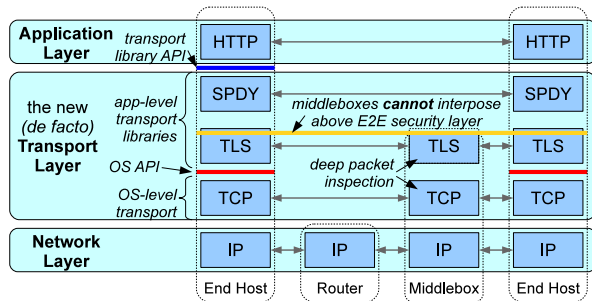 Application
Layer
transport
library API
HTTP
HTTP
the new
(de facto)
Transport
Layer
app-level
transport
libraries
SPDY
SPDY
middleboxes cannot interpose
above E2E security layer
TLS
TLS
TLS
OS API
deep packet
inspection
OS-level
transport
TCP
TCP
TCP
Network
Layer
IP
IP
IP
IP
End Host
Router
Middlebox
End Host